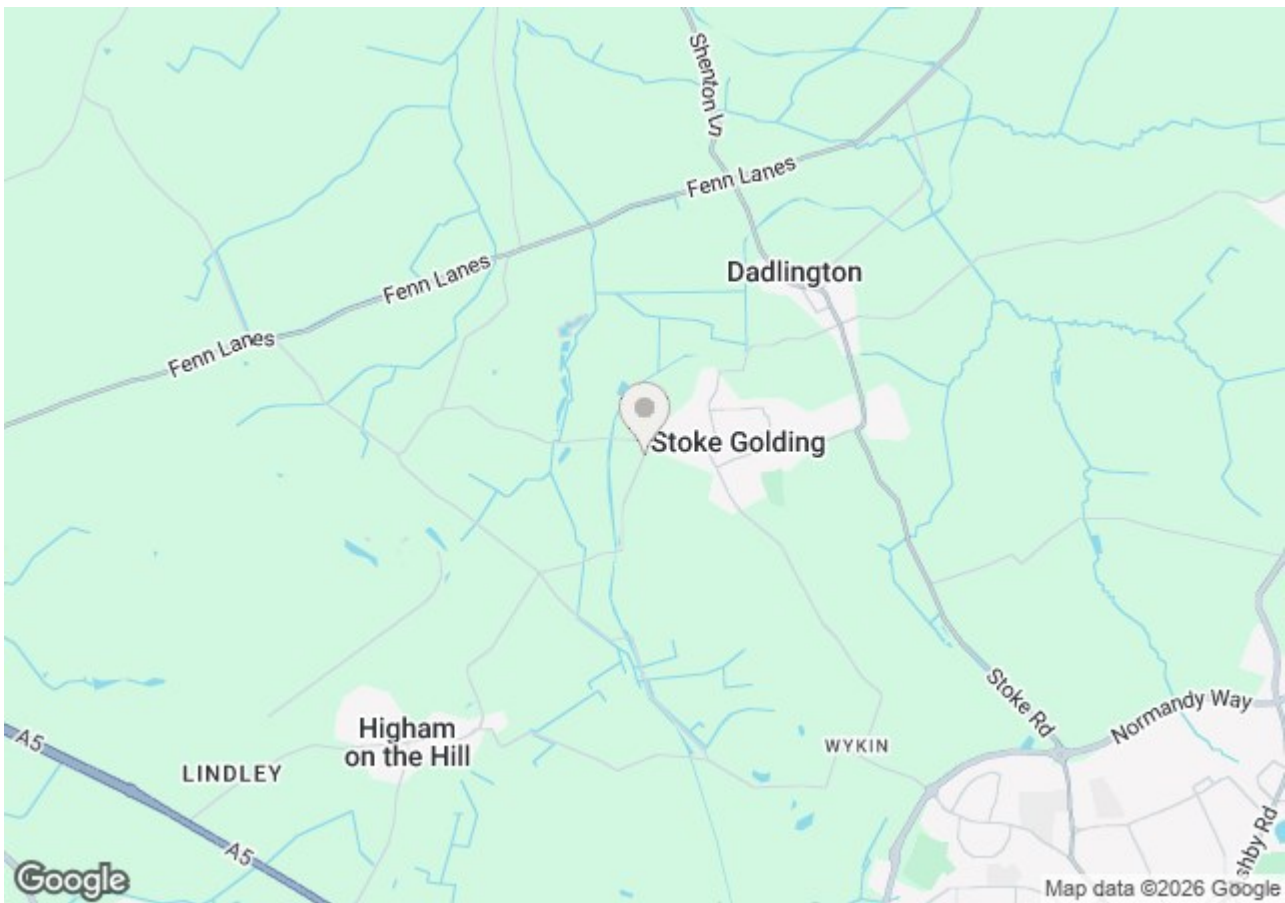 Shenton Ln
Fenn Lanes
Fenn Lanes
Dadlington
Fenn Lanes
Stoke Golding
Stoke Rd
Normandy Way
Higham
on the Hill
WYKIN
LINDLEY
A5
A5
Google
Map data ©2026 Google